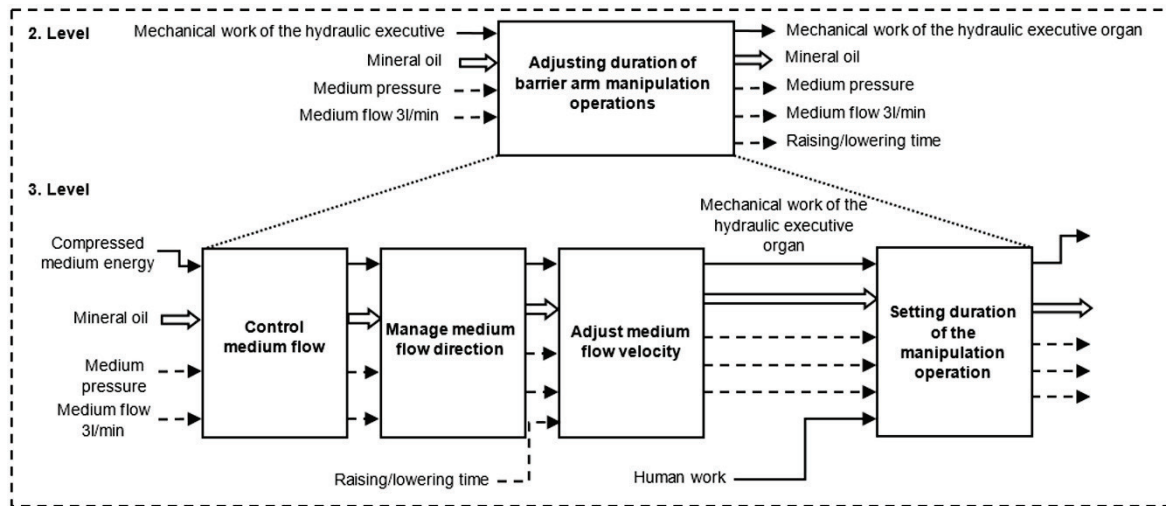 2. Level
Mechanical work of the hydraulic executive
Mineral oil
Medium pressure
Medium flow 3l/min
Adjusting duration of
barrier arm manipulation
operations
Mechanical work of the hydraulic executive organ
Mineral oil
Medium pressure
Medium flow 3l/min
Raising/lowering time
3. Level
Compressed
medium energy
Mineral oil
Medium
pressure
Medium flow
3l/min
Control
medium flow
Manage medium
flow direction
Adjust medium
flow velocity
Mechanical work of the
hydraulic executive
organ
Setting duration
of the
manipulation
operation
Raising/lowering time
Human work